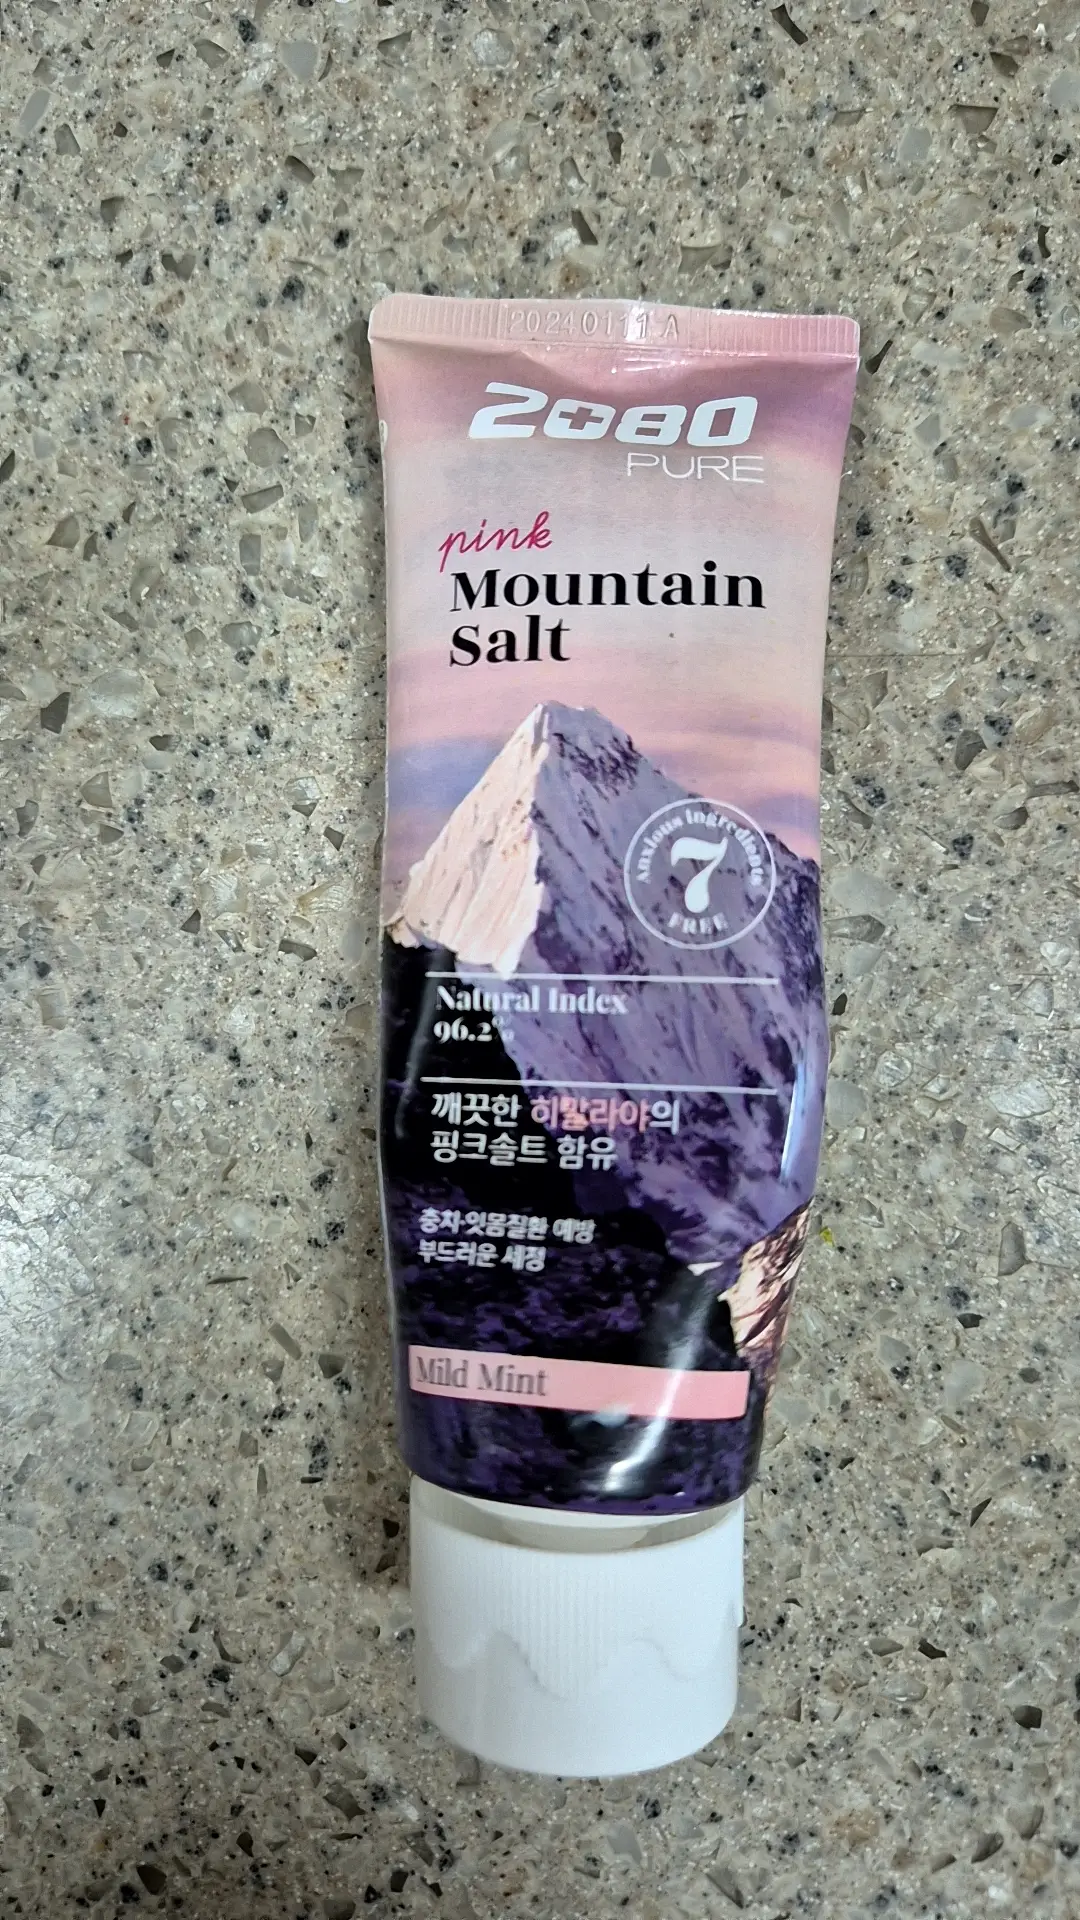 20240111 A
2080
PURE
pink
Mountain
Salt
Anxious Ingredients
7
FREE
Natural Index
96.2%
깨끗한 히말라야의
핑크솔트 함유
충치·잇몸질환 예방
부드러운 세정
Mild Mint